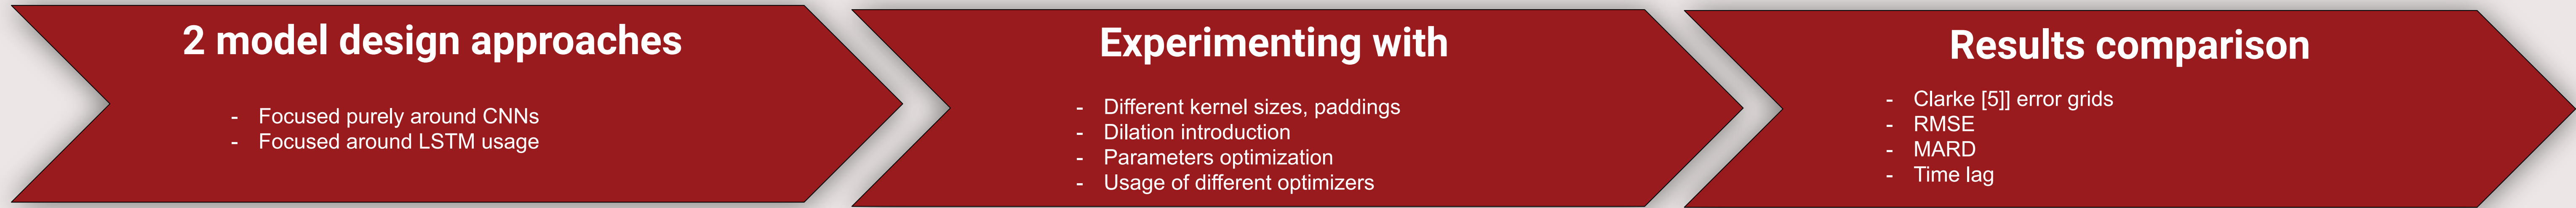 2 model design approaches
- Focused purely around CNNs
- Focused around LSTM usage
Experimenting with
- Different kernel sizes, paddings
- Dilation introduction
- Parameters optimization
- Usage of different optimizers
Results comparison
- Clarke [5]] error grids
- RMSE
- MARD
- Time lag